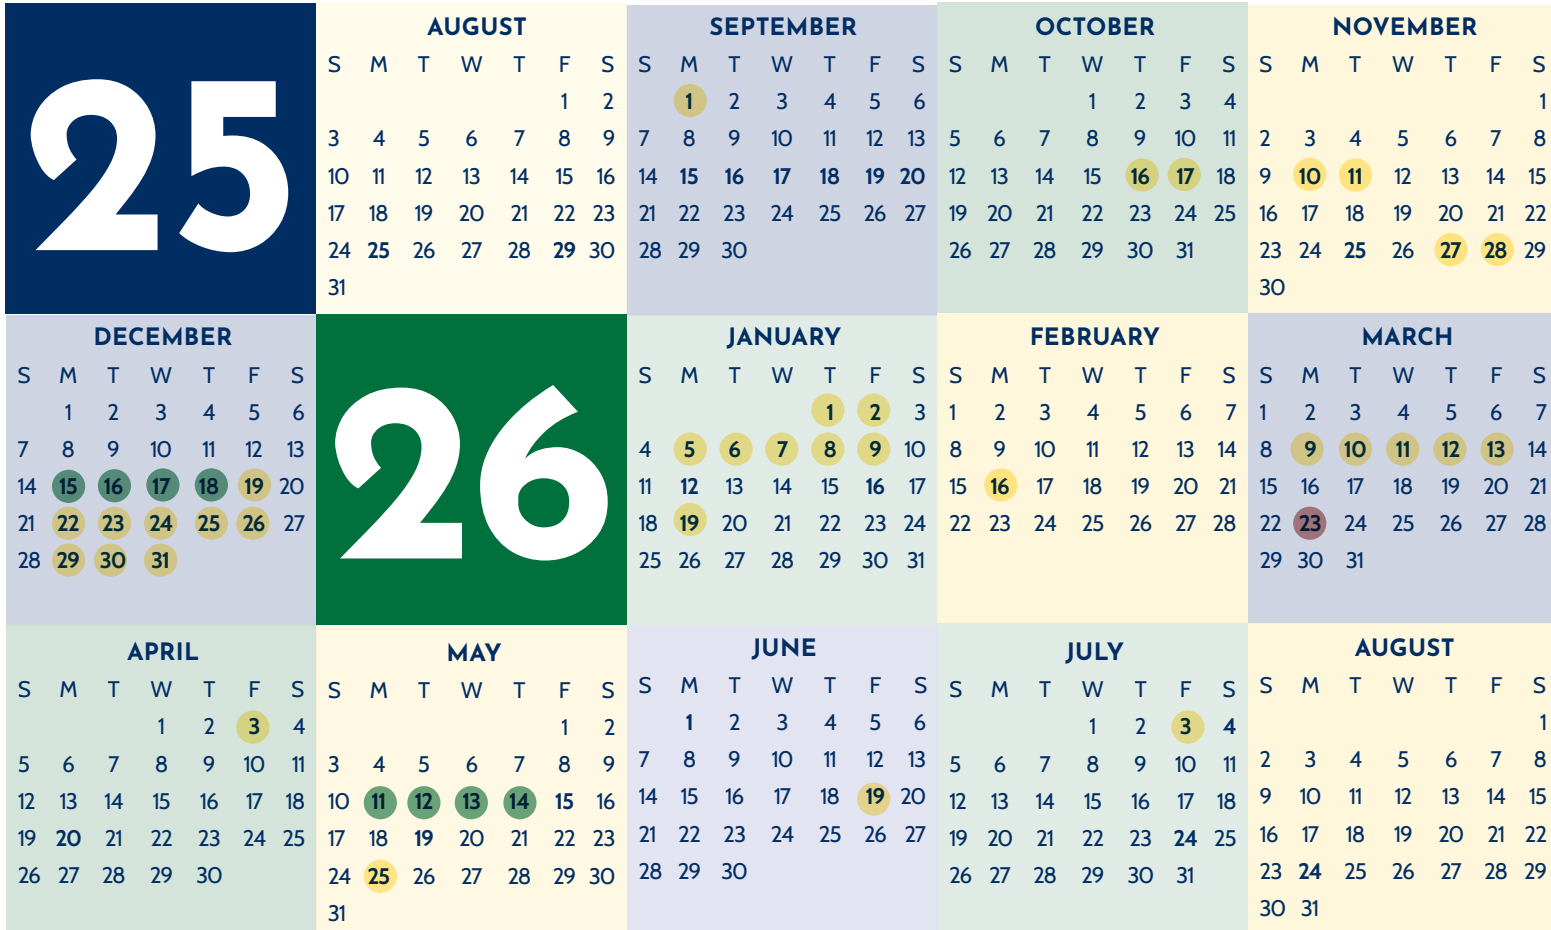 25
AUGUST
S M T W T F S
1 2
3 4 5 6 7 8 9
10 11 12 13 14 15 16
17 18 19 20 21 22 23
24 25 26 27 28 29 30
31
SEPTEMBER
S M T W T F S
1 2 3 4 5 6
7 8 9 10 11 12 13
14 15 16 17 18 19 20
21 22 23 24 25 26 27
28 29 30
OCTOBER
S M T W T F S
1 2 3 4
5 6 7 8 9 10 11
12 13 14 15 16 17 18
19 20 21 22 23 24 25
26 27 28 29 30 31
NOVEMBER
S M T W T F S
1
2 3 4 5 6 7 8
9 10 11 12 13 14 15
16 17 18 19 20 21 22
23 24 25 26 27 28 29
30
DECEMBER
S M T W T F S
1 2 3 4 5 6
7 8 9 10 11 12 13
14 15 16 17 18 19 20
21 22 23 24 25 26 27
28 29 30 31
26
JANUARY
S M T W T F S
1 2 3
4 5 6 7 8 9 10
11 12 13 14 15 16 17
18 19 20 21 22 23 24
25 26 27 28 29 30 31
FEBRUARY
S M T W T F S
1 2 3 4 5 6 7
8 9 10 11 12 13 14
15 16 17 18 19 20 21
22 23 24 25 26 27 28
MARCH
S M T W T F S
1 2 3 4 5 6 7
8 9 10 11 12 13 14
15 16 17 18 19 20 21
22 23 24 25 26 27 28
29 30 31
APRIL
S M T W T F S
1 2 3 4
5 6 7 8 9 10 11
12 13 14 15 16 17 18
19 20 21 22 23 24 25
26 27 28 29 30
MAY
S M T W T F S
1 2
3 4 5 6 7 8 9
10 11 12 13 14 15 16
17 18 19 20 21 22 23
24 25 26 27 28 29 30
31
JUNE
S M T W T F S
1 2 3 4 5 6
7 8 9 10 11 12 13
14 15 16 17 18 19 20
21 22 23 24 25 26 27
28 29 30
JULY
S M T W T F S
1 2 3 4
5 6 7 8 9 10 11
12 13 14 15 16 17 18
19 20 21 22 23 24 25
26 27 28 29 30 31
AUGUST
S M T W T F S
1
2 3 4 5 6 7 8
9 10 11 12 13 14 15
16 17 18 19 20 21 22
23 24 25 26 27 28 29
30 31